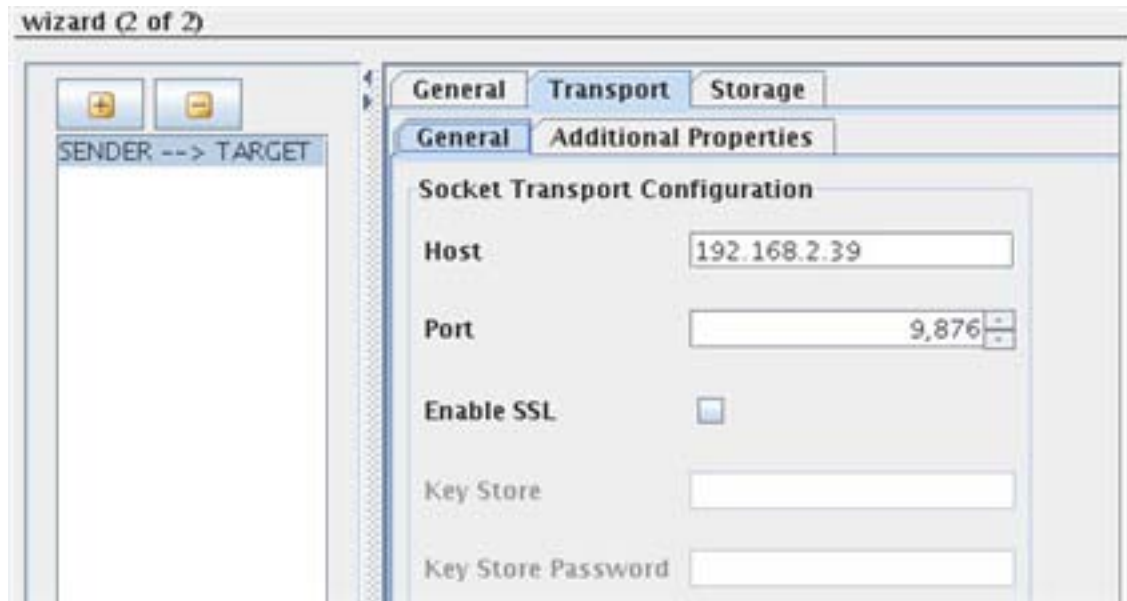 wizard (2 of 2)
SENDER --> TARGET
General Transport Storage
General Additional Properties
Socket Transport Configuration
Host 192.168.2.39
Port 9,876
Enable SSL
Key Store
Key Store Password